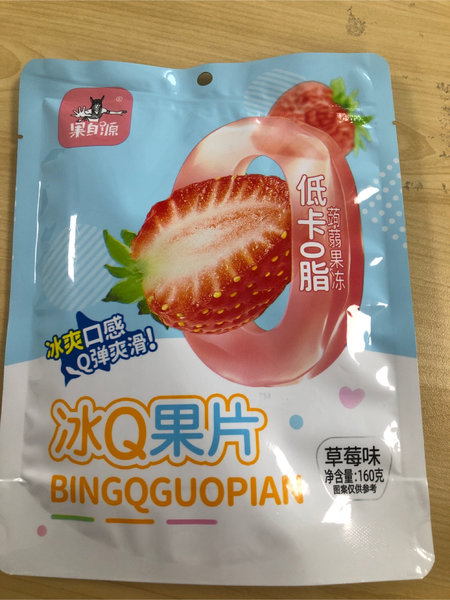 果自源
®
低卡0脂
蒟蒻果冻
冰爽口感
Q弹爽滑!
冰Q果片
BINGQGUOPIAN
草莓味
净含量:160克
图案仅供参考